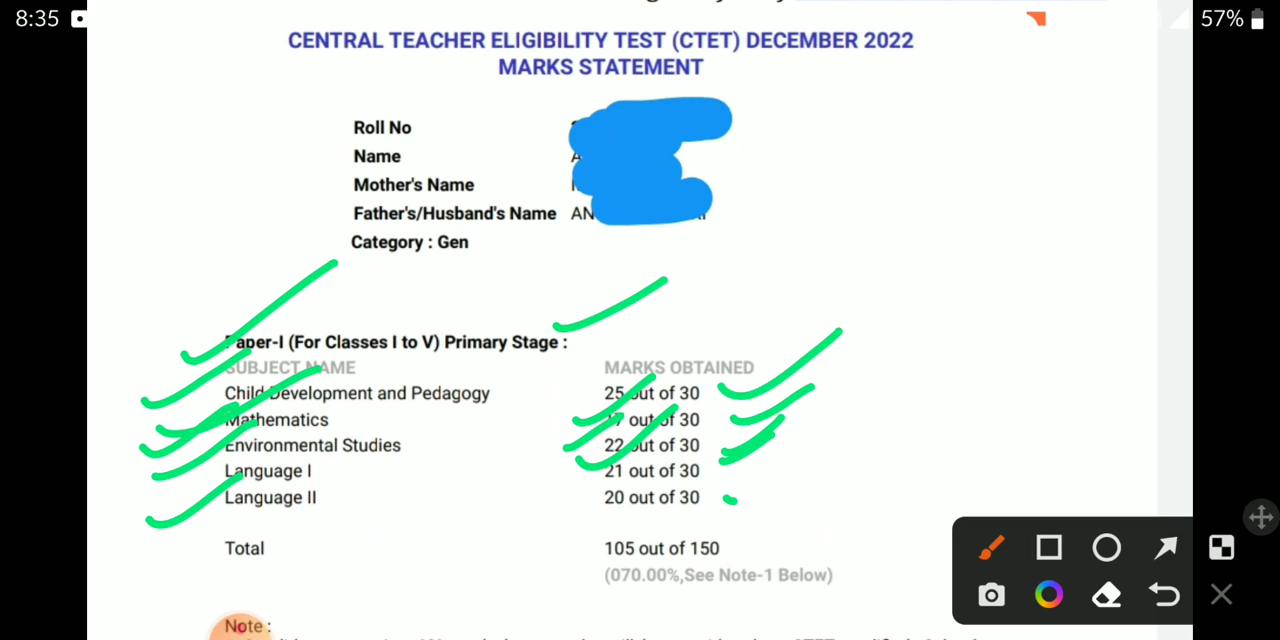 8:35
57%
CENTRAL TEACHER ELIGIBILITY TEST (CTET) DECEMBER 2022
MARKS STATEMENT
Roll No
Name
Mother's Name
Father's/Husband's Name AN
Category : Gen
Paper-I (For Classes I to V) Primary Stage :
SUBJECT NAME MARKS OBTAINED
Child Development and Pedagogy 25 out of 30
Mathematics 17 out of 30
Environmental Studies 22 out of 30
Language I 21 out of 30
Language II 20 out of 30
Total 105 out of 150
(070.00%,See Note-1 Below)
Note :